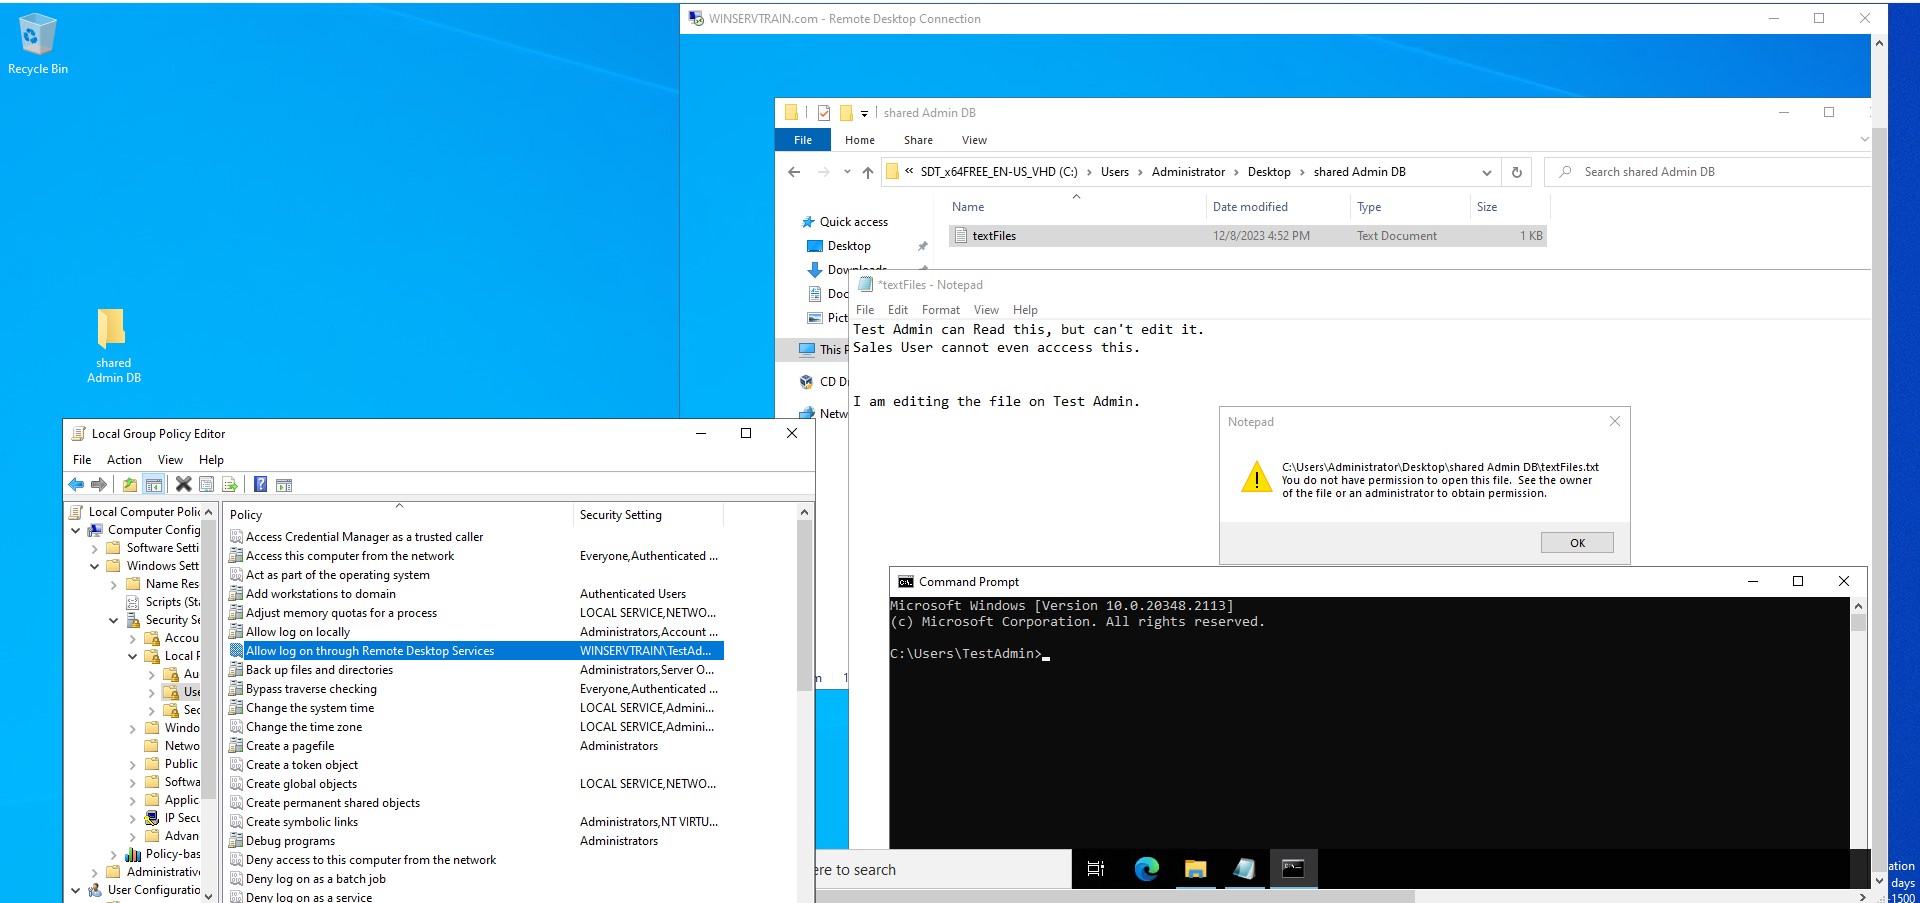 Recycle Bin
shared
Admin DB
WINSERVTRAIN.com - Remote Desktop Connection
shared Admin DB
File Home Share View
« SDT_x64FREE_EN-US_VHD (C:) › Users › Administrator › Desktop › shared Admin DB
Search shared Admin DB
Name Date modified Type Size
Quick access
textFiles 12/8/2023 4:52 PM Text Document 1 KB
Desktop
Downloads
Doc
Pict
This P
CD Dr
Netw
*textFiles - Notepad
File Edit Format View Help
Test Admin can Read this, but can't edit it.
Sales User cannot even acccess this.
I am editing the file on Test Admin.
Notepad
C:\Users\Administrator\Desktop\shared Admin DB\textFiles.txt
You do not have permission to open this file. See the owner
of the file or an administrator to obtain permission.
OK
Local Group Policy Editor
File Action View Help
Local Computer Polic
Computer Config
Software Setti
Windows Sett
Name Res
Scripts (Sta
Security Se
Accou
Local P
Au
Use
Sec
Windo
Netwo
Public
Softwa
Applic
IP Secu
Advan
Policy-bas
Administrativ
User Configuratio
Policy Security Setting
Access Credential Manager as a trusted caller
Access this computer from the network Everyone,Authenticated ...
Act as part of the operating system
Add workstations to domain Authenticated Users
Adjust memory quotas for a process LOCAL SERVICE,NETWO...
Allow log on locally Administrators,Account ...
Allow log on through Remote Desktop Services WINSERVTRAIN\TestAd...
Back up files and directories Administrators,Server O...
Bypass traverse checking Everyone,Authenticated ...
Change the system time LOCAL SERVICE,Admini...
Change the time zone LOCAL SERVICE,Admini...
Create a pagefile Administrators
Create a token object
Create global objects LOCAL SERVICE,NETWO...
Create permanent shared objects
Create symbolic links Administrators,NT VIRTU...
Debug programs Administrators
Deny access to this computer from the network
Deny log on as a batch job
Deny log on as a service
Command Prompt
Microsoft Windows [Version 10.0.20348.2113]
(c) Microsoft Corporation. All rights reserved.
C:\Users\TestAdmin>
ere to search
ation
days
-1500